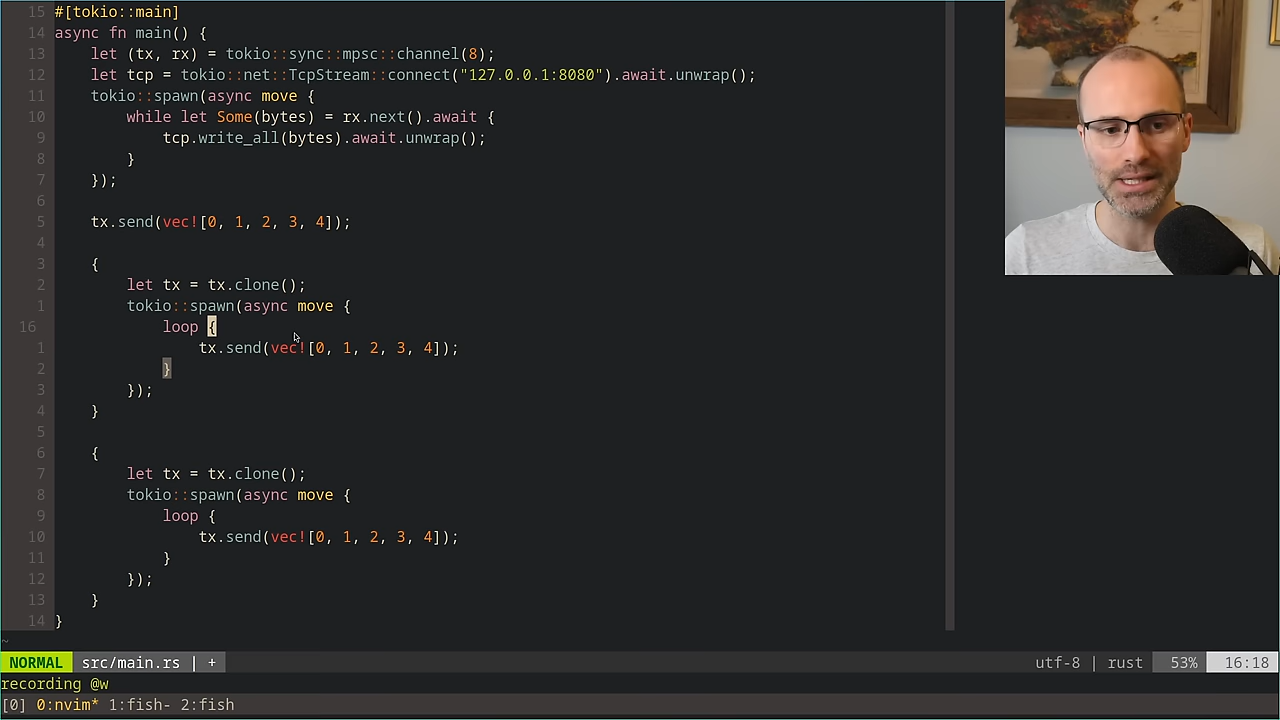 15 #[tokio::main]
14 async fn main() {
13     let (tx, rx) = tokio::sync::mpsc::channel(8);
12     let tcp = tokio::net::TcpStream::connect("127.0.0.1:8080").await.unwrap();
11     tokio::spawn(async move {
10         while let Some(bytes) = rx.next().await {
9             tcp.write_all(bytes).await.unwrap();
8         }
7     });
6
5     tx.send(vec![0, 1, 2, 3, 4]);
4
3     {
2         let tx = tx.clone();
1         tokio::spawn(async move {
16             loop {
1                 tx.send(vec![0, 1, 2, 3, 4]);
2             }
3         });
4     }
5
6     {
7         let tx = tx.clone();
8         tokio::spawn(async move {
9             loop {
10                 tx.send(vec![0, 1, 2, 3, 4]);
11             }
12         });
13     }
14 }
~
NORMAL src/main.rs | + utf-8 | rust 53% 16:18
recording @w
[0] 0:nvim* 1:fish- 2:fish